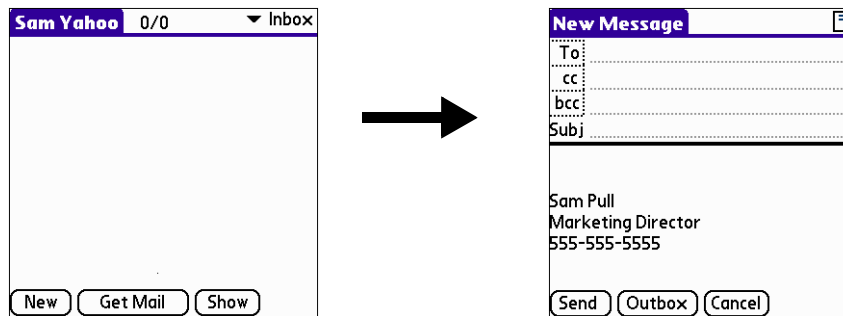 Sam Yahoo 0/0 Inbox
New Get Mail Show
New Message
To
cc
bcc
Subj
Sam Pull
Marketing Director
555-555-5555
Send Outbox Cancel